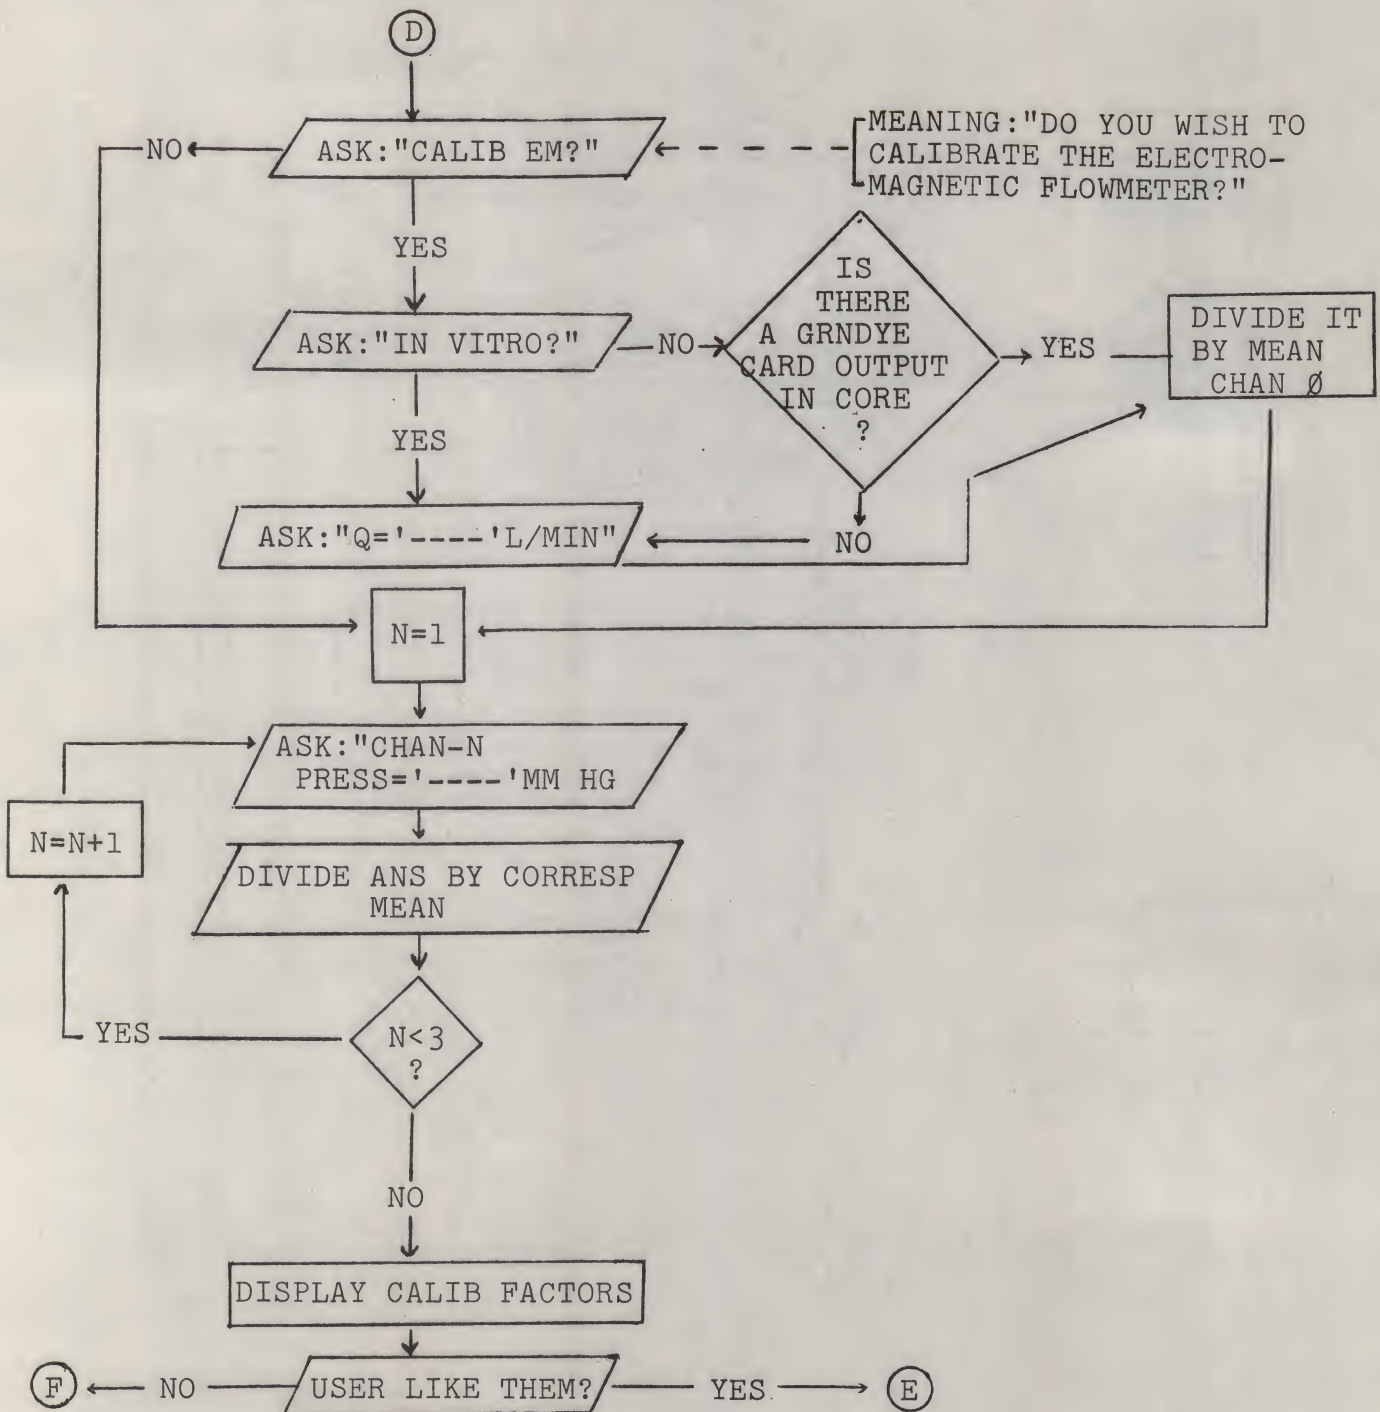 D
NO
ASK:"CALIB EM?"
MEANING:"DO YOU WISH TO
CALIBRATE THE ELECTRO-
MAGNETIC FLOWMETER?"
YES
ASK:"IN VITRO?"
NO
IS
THERE
A GRNDYE
CARD OUTPUT
IN CORE
?
YES
DIVIDE IT
BY MEAN
CHAN Ø
YES
ASK:"Q='----'L/MIN"
NO
N=1
ASK:"CHAN-N
PRESS='----'MM HG
N=N+1
DIVIDE ANS BY CORRESP
MEAN
YES
N<3
?
NO
DISPLAY CALIB FACTORS
F
NO
USER LIKE THEM?
YES
E